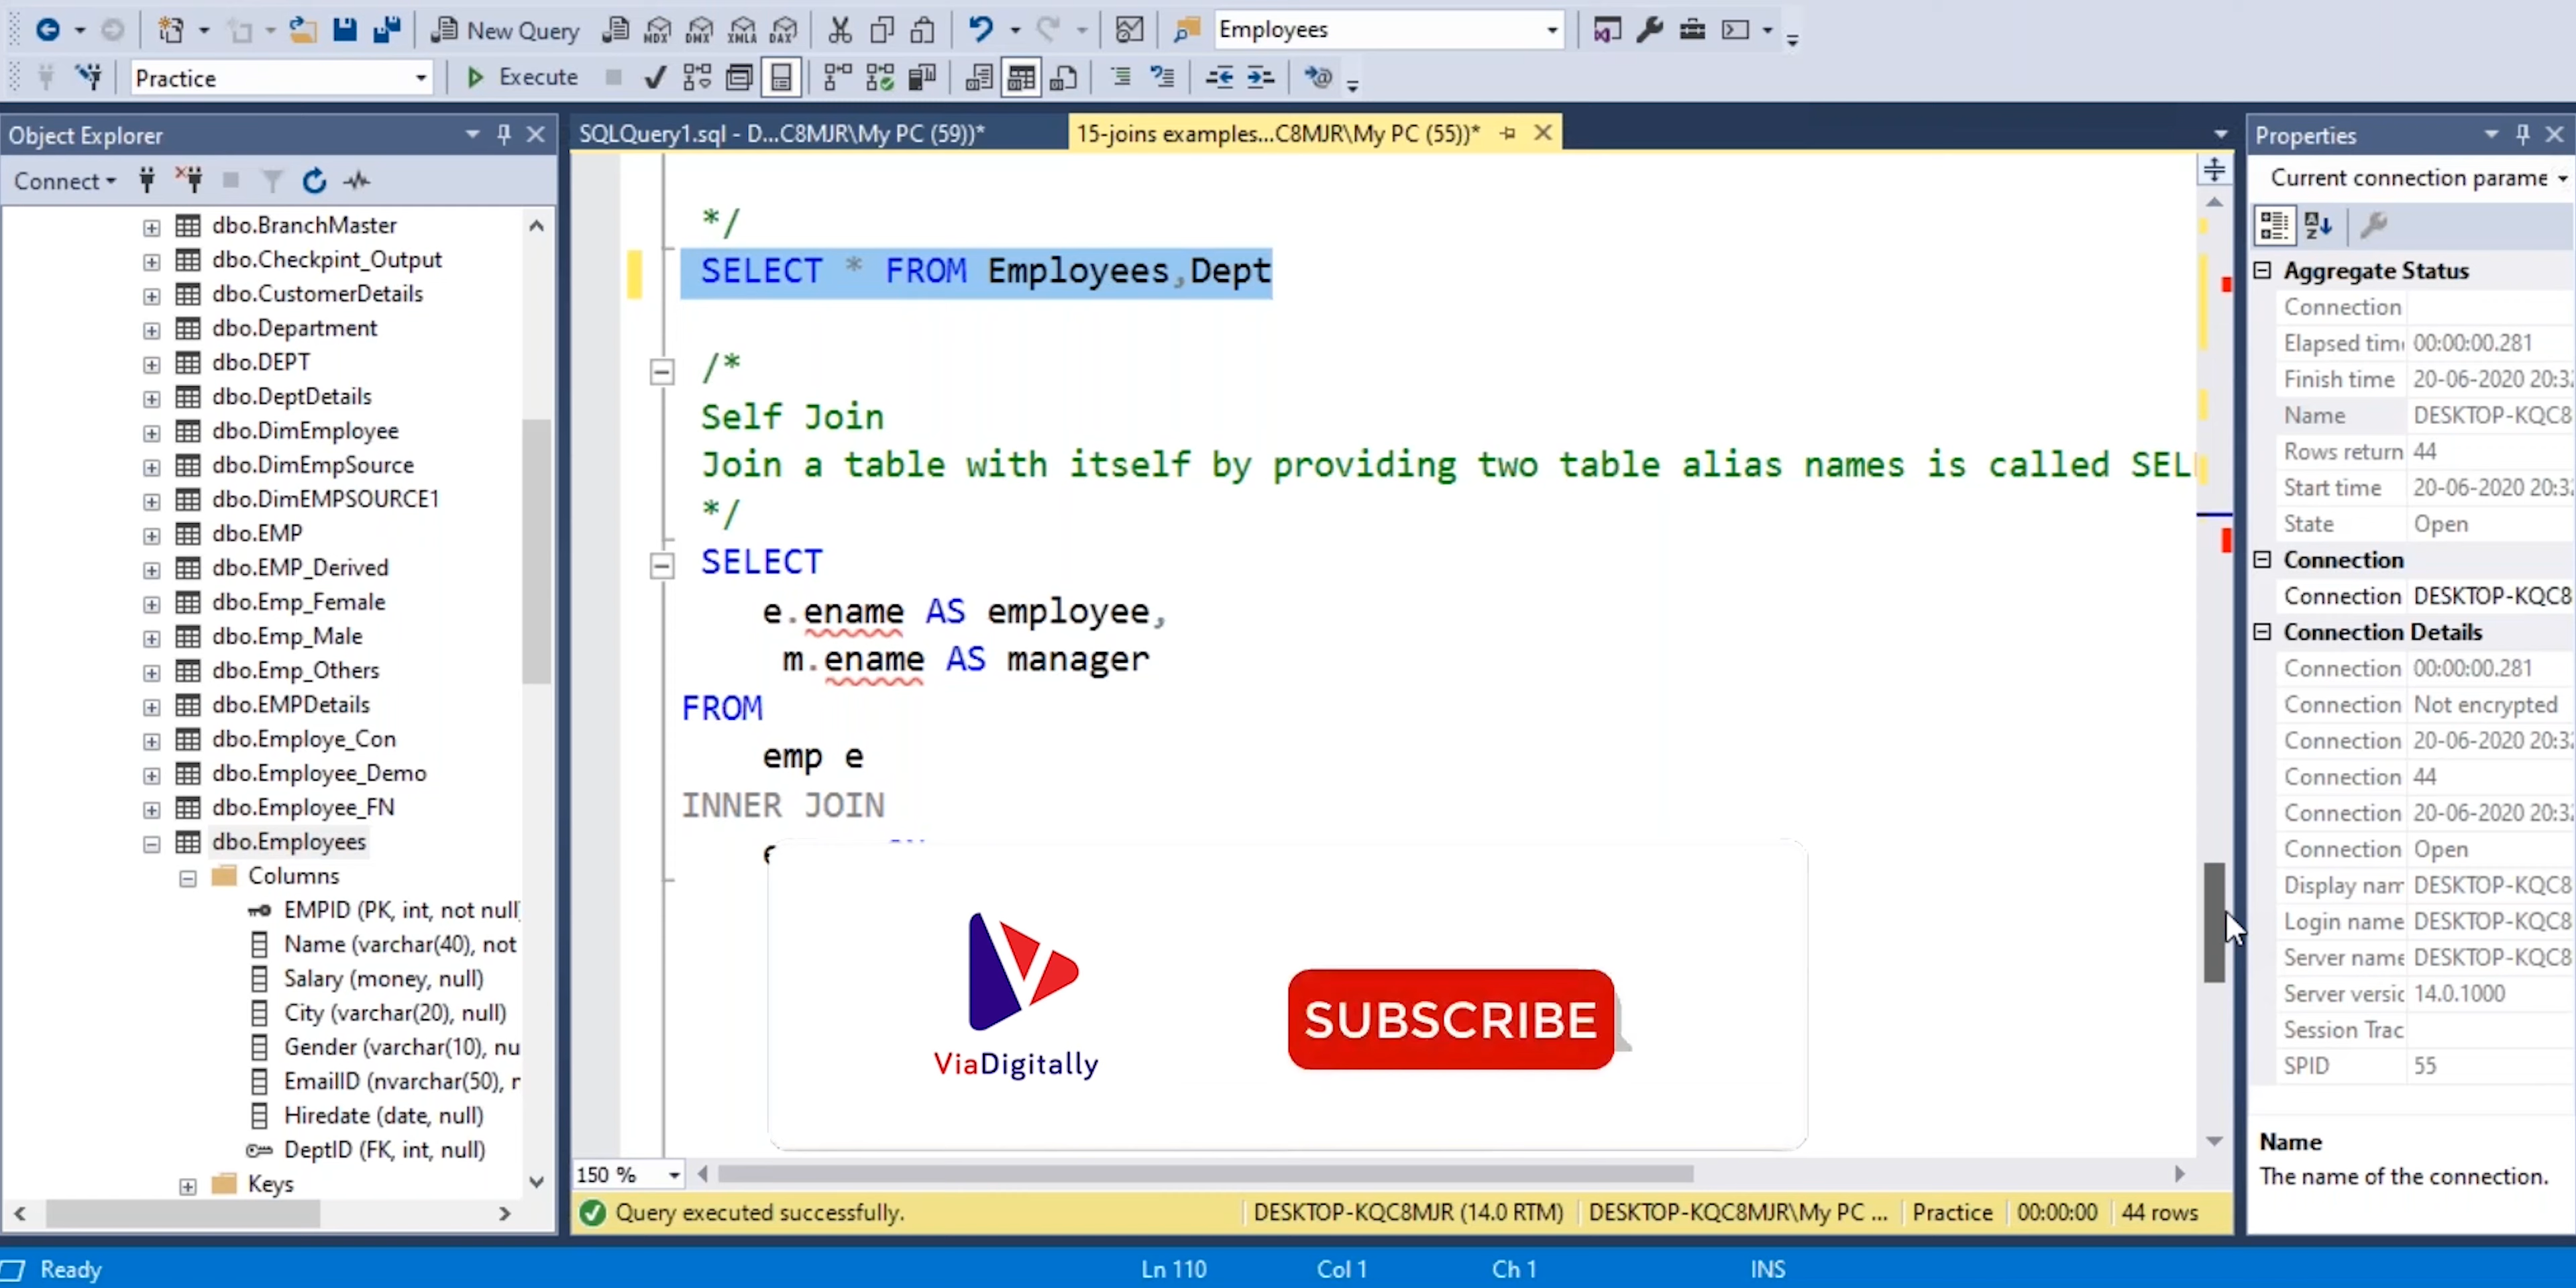 New Query
MDX DMX XMLA DAX
Employees
Practice
Execute
Object Explorer
SQLQuery1.sql - D...C8MJR\My PC (59))*
15-joins examples...C8MJR\My PC (55))*
Properties
Connect
Current connection parame
dbo.BranchMaster
dbo.Checkpint_Output
dbo.CustomerDetails
dbo.Department
dbo.DEPT
dbo.DeptDetails
dbo.DimEmployee
dbo.DimEmpSource
dbo.DimEMPSOURCE1
dbo.EMP
dbo.EMP_Derived
dbo.Emp_Female
dbo.Emp_Male
dbo.Emp_Others
dbo.EMPDetails
dbo.Employe_Con
dbo.Employee_Demo
dbo.Employee_FN
dbo.Employees
Columns
EMPID (PK, int, not null
Name (varchar(40), not
Salary (money, null)
City (varchar(20), null)
Gender (varchar(10), nu
EmailID (nvarchar(50), r
Hiredate (date, null)
DeptID (FK, int, null)
Keys
*/
SELECT * FROM Employees,Dept
/*
Self Join
Join a table with itself by providing two table alias names is called SEL
*/
SELECT
e.ename AS employee,
m.ename AS manager
FROM
emp e
INNER JOIN
ViaDigitally
SUBSCRIBE
150 %
Query executed successfully.
DESKTOP-KQC8MJR (14.0 RTM)
DESKTOP-KQC8MJR\My PC ...
Practice
00:00:00
44 rows
Aggregate Status
Connection
Elapsed tim 00:00:00.281
Finish time 20-06-2020 20:3
Name DESKTOP-KQC8
Rows return 44
Start time 20-06-2020 20:3
State Open
Connection
Connection DESKTOP-KQC8
Connection Details
Connection 00:00:00.281
Connection Not encrypted
Connection 20-06-2020 20:3
Connection 44
Connection 20-06-2020 20:3
Connection Open
Display nam DESKTOP-KQC8
Login name DESKTOP-KQC8
Server name DESKTOP-KQC8
Server versic 14.0.1000
Session Trac
SPID 55
Name
The name of the connection.
Ready
Ln 110
Col 1
Ch 1
INS